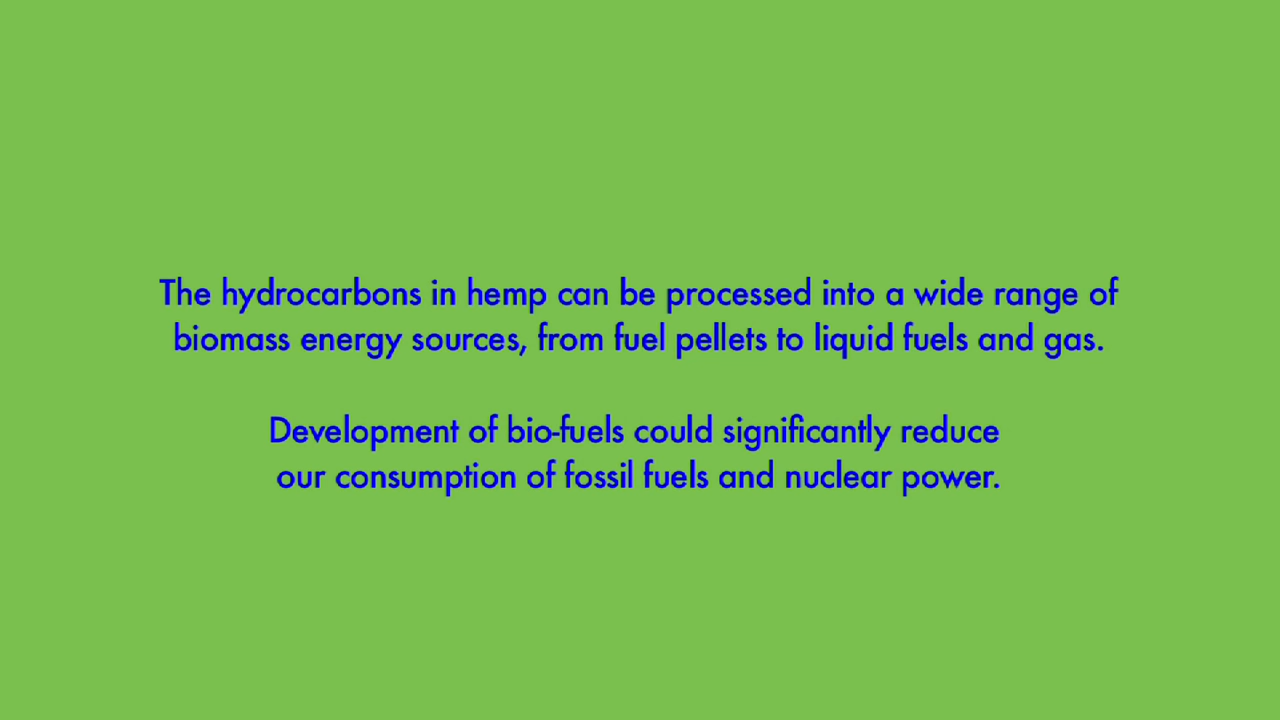 The hydrocarbons in hemp can be processed into a wide range of
biomass energy sources, from fuel pellets to liquid fuels and gas.
Development of bio-fuels could significantly reduce
our consumption of fossil fuels and nuclear power.